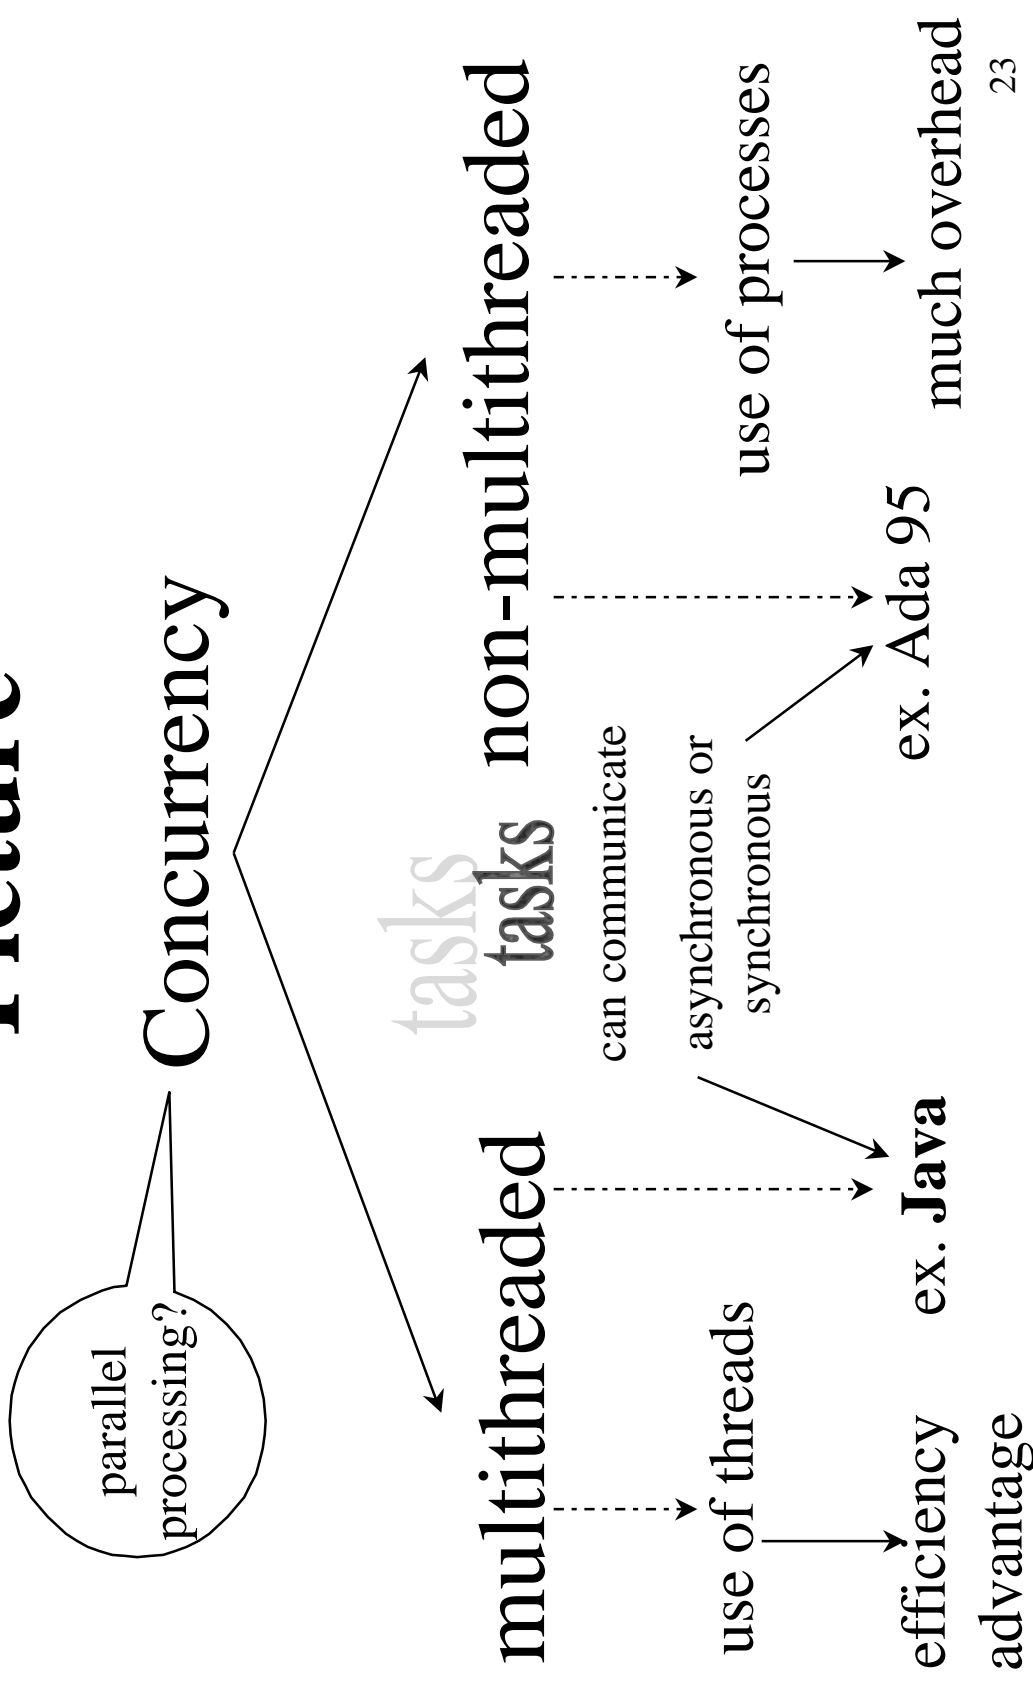 Concurrency
parallel
processing?
tasks
tasks
multithreaded
non-multithreaded
can communicate
asynchronous or
synchronous
use of threads
use of processes
efficiency
advantage
ex. Java
ex. Ada 95
much overhead
23